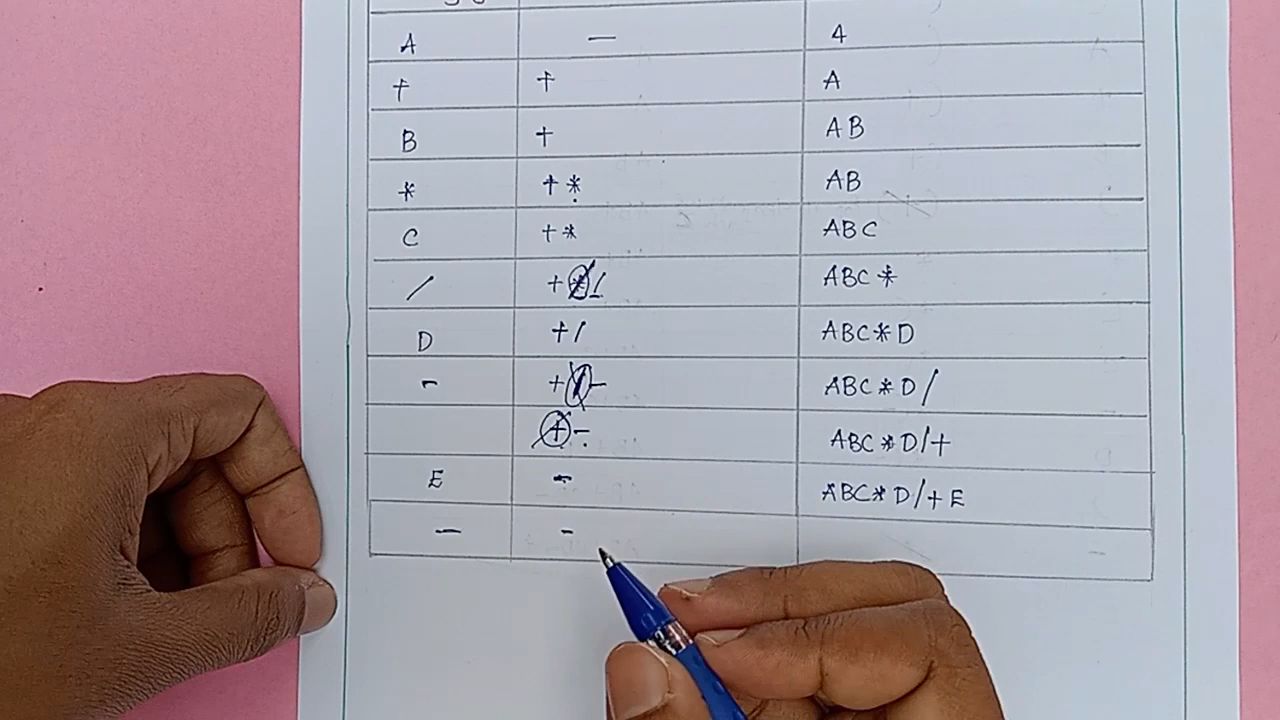 A — 4
+ + A
B + AB
* + * AB
C + * ABC
/ + * / ABC *
D + / ABC * D
- + / - ABC * D /
+ - ABC * D / +
E - ABC * D / + E
— -